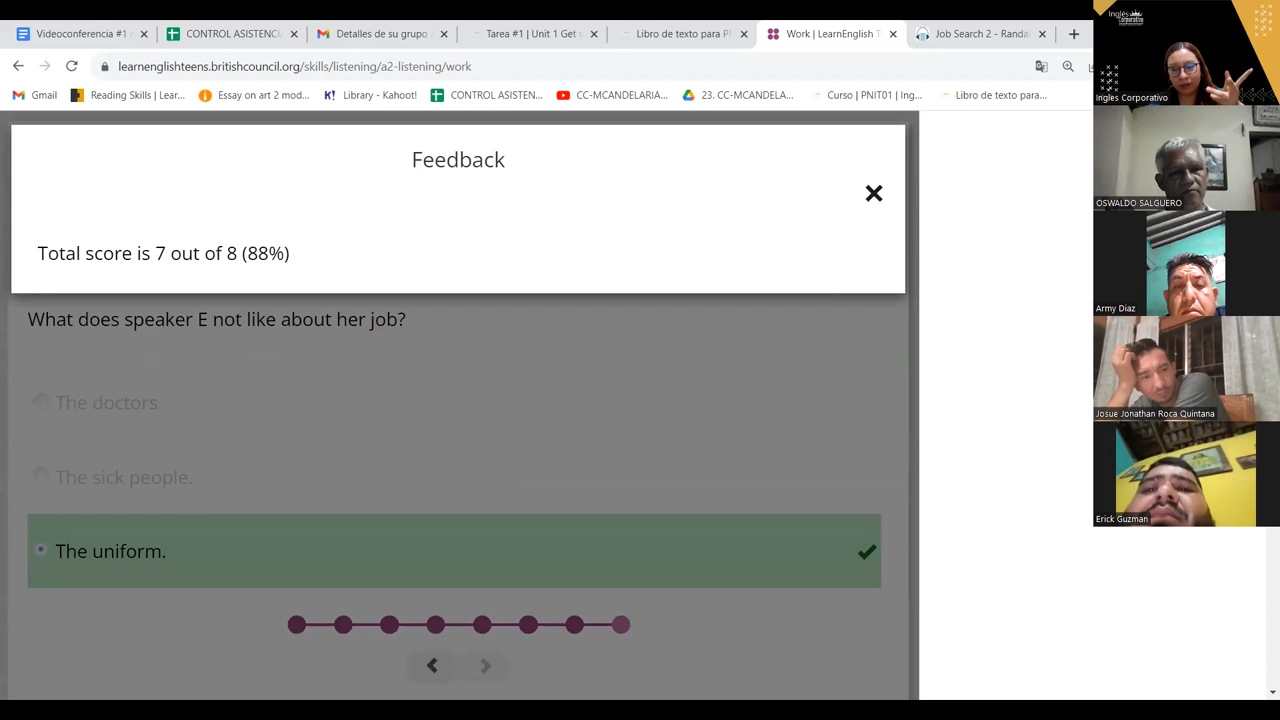 Videoconferencia #1
CONTROL ASISTENCI
Detalles de su grupo
Tarea #1 | Unit 1 Get
Libro de texto para P
Work | LearnEnglish T
Job Search 2 - Randa
learnenglishteens.britishcouncil.org/skills/listening/a2-listening/work
Gmail
Reading Skills | Lear...
Essay on art 2 mod...
Library - Kahoot!
CONTROL ASISTEN...
CC-MCANDELARIA...
23. CC-MCANDELA...
Curso | PNIT01 | Ing...
Libro de texto para...
Feedback
Total score is 7 out of 8 (88%)
What does speaker E not like about her job?
The doctors.
The sick people.
The uniform.
Inglés
Corporativo
Ingles Corporativo
OSWALDO SALGUERO
Army Diaz
Josue Jonathan Roca Quintana
Erick Guzman